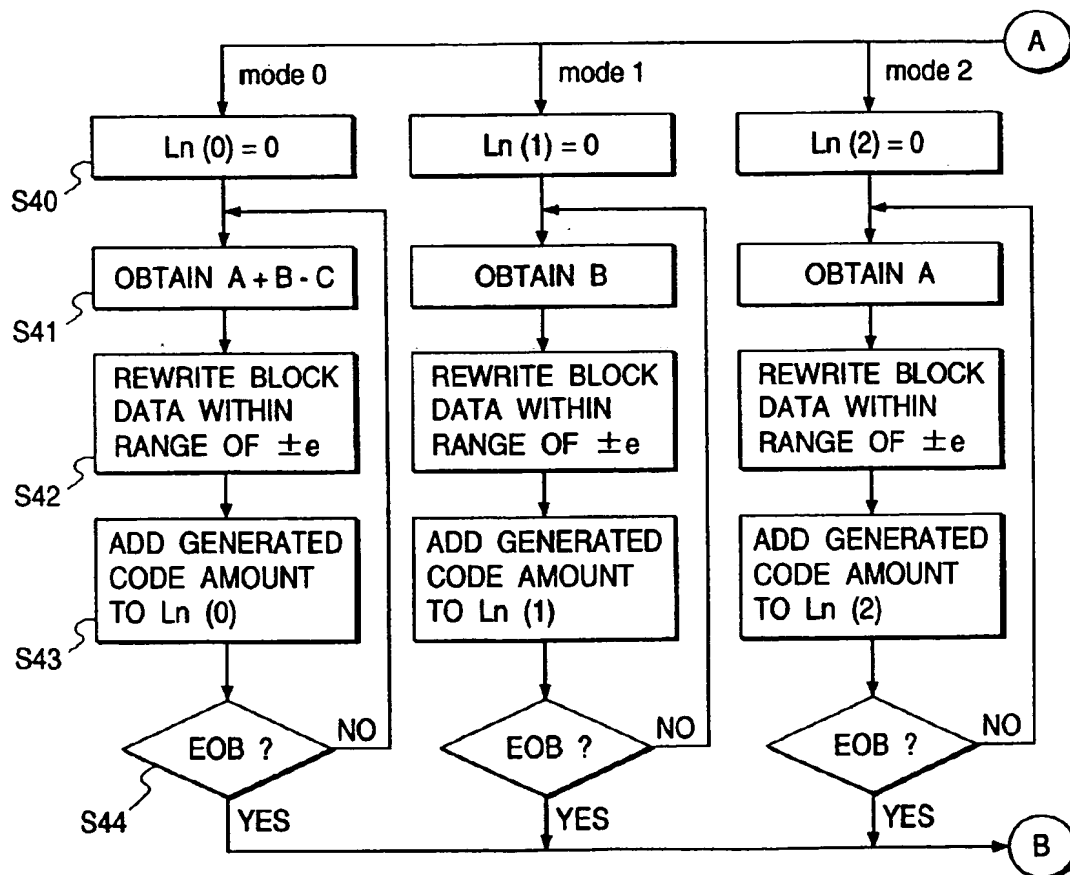 A
mode 0
mode 1
mode 2
Ln (0) = 0
Ln (1) = 0
Ln (2) = 0
S40
OBTAIN A + B - C
OBTAIN B
OBTAIN A
S41
REWRITE BLOCK
DATA WITHIN
RANGE OF ±e
REWRITE BLOCK
DATA WITHIN
RANGE OF ±e
REWRITE BLOCK
DATA WITHIN
RANGE OF ±e
S42
ADD GENERATED
CODE AMOUNT
TO Ln (0)
ADD GENERATED
CODE AMOUNT
TO Ln (1)
ADD GENERATED
CODE AMOUNT
TO Ln (2)
S43
EOB ?
NO
EOB ?
NO
EOB ?
NO
S44
YES
YES
YES
B